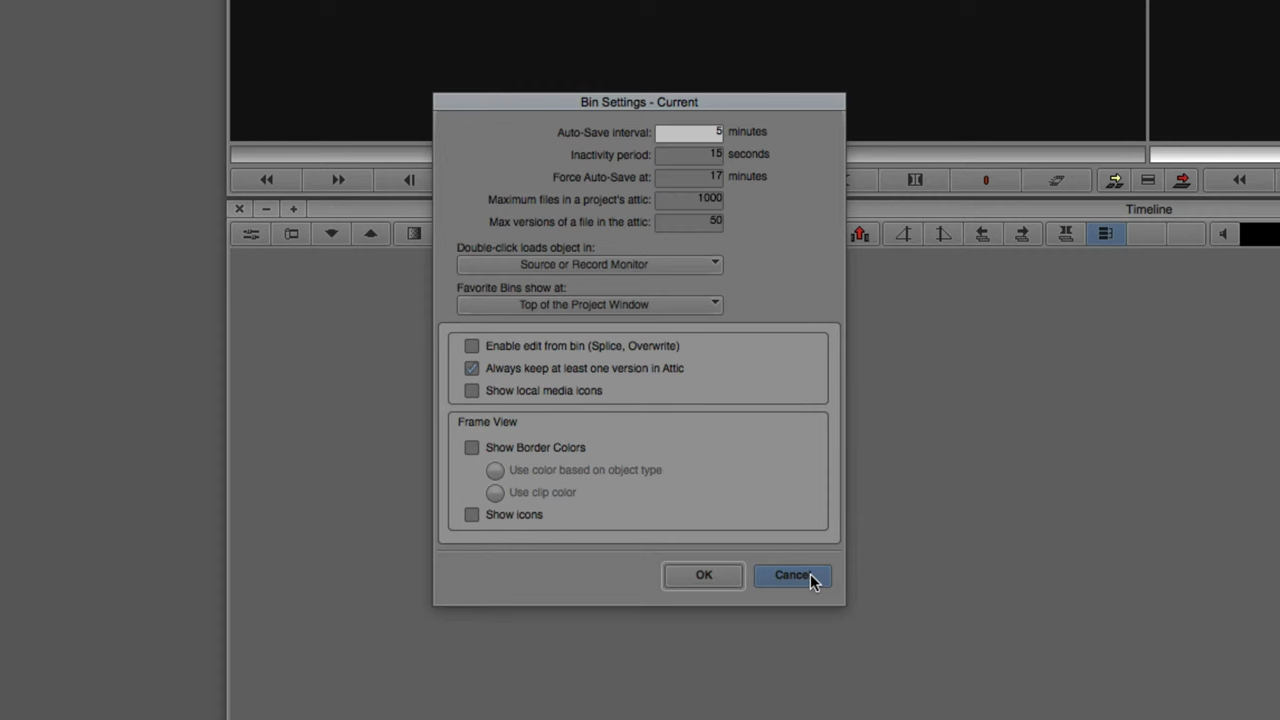 Bin Settings - Current
Auto-Save interval: 5 minutes
Inactivity period: 15 seconds
Force Auto-Save at: 17 minutes
Maximum files in a project's attic: 1000
Max versions of a file in the attic: 50
Double-click loads object in:
Source or Record Monitor
Favorite Bins show at:
Top of the Project Window
Enable edit from bin (Splice, Overwrite)
Always keep at least one version in Attic
Show local media icons
Frame View
Show Border Colors
Use color based on object type
Use clip color
Show icons
OK
Cancel
0
Timeline